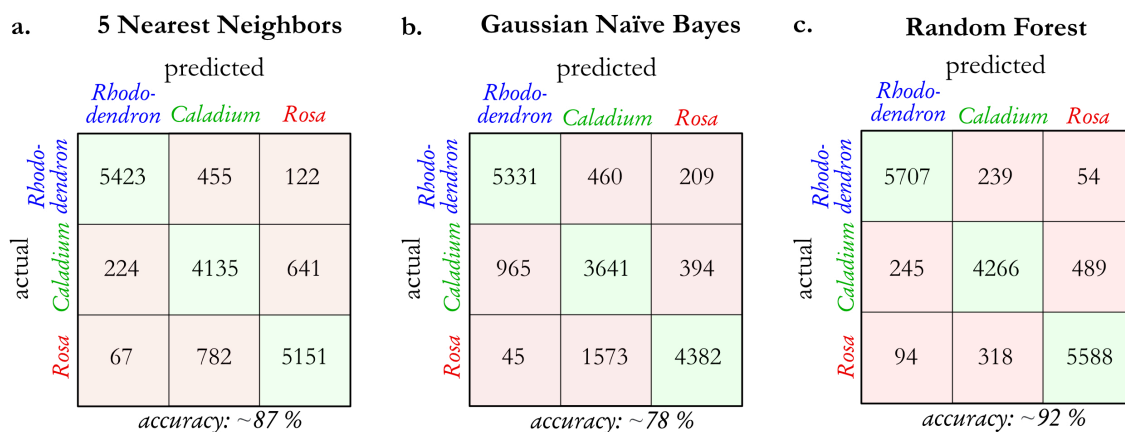 a. 5 Nearest Neighbors
predicted
Rhodo-
dendron Caladium Rosa
actual
Rhodo-
dendron
5423 455 122
Caladium
224 4135 641
Rosa
67 782 5151
accuracy: ~87 %
b. Gaussian Naïve Bayes
predicted
Rhodo-
dendron Caladium Rosa
actual
Rhodo-
dendron
5331 460 209
Caladium
965 3641 394
Rosa
45 1573 4382
accuracy: ~78 %
c. Random Forest
predicted
Rhodo-
dendron Caladium Rosa
actual
Rhodo-
dendron
5707 239 54
Caladium
245 4266 489
Rosa
94 318 5588
accuracy: ~92 %